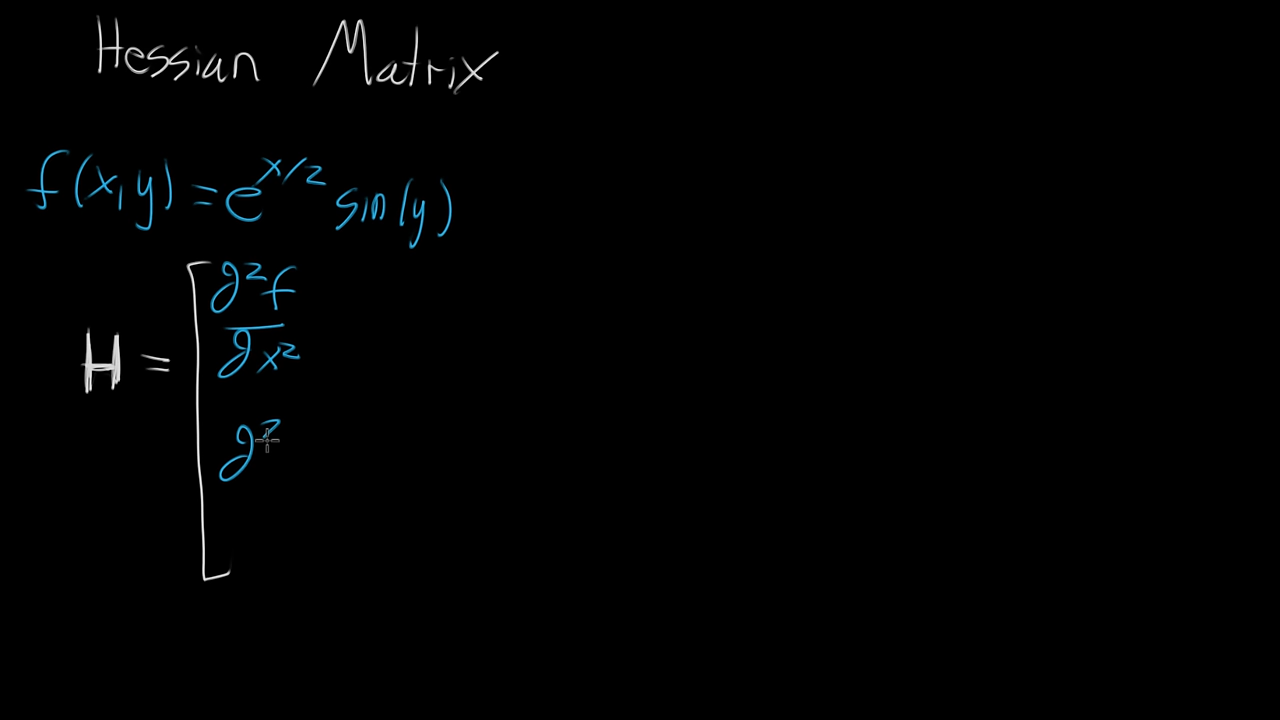 Hessian Matrix
f(x,y) = e^{x/2} sin(y)
H = [ ∂²f
∂x²
∂²